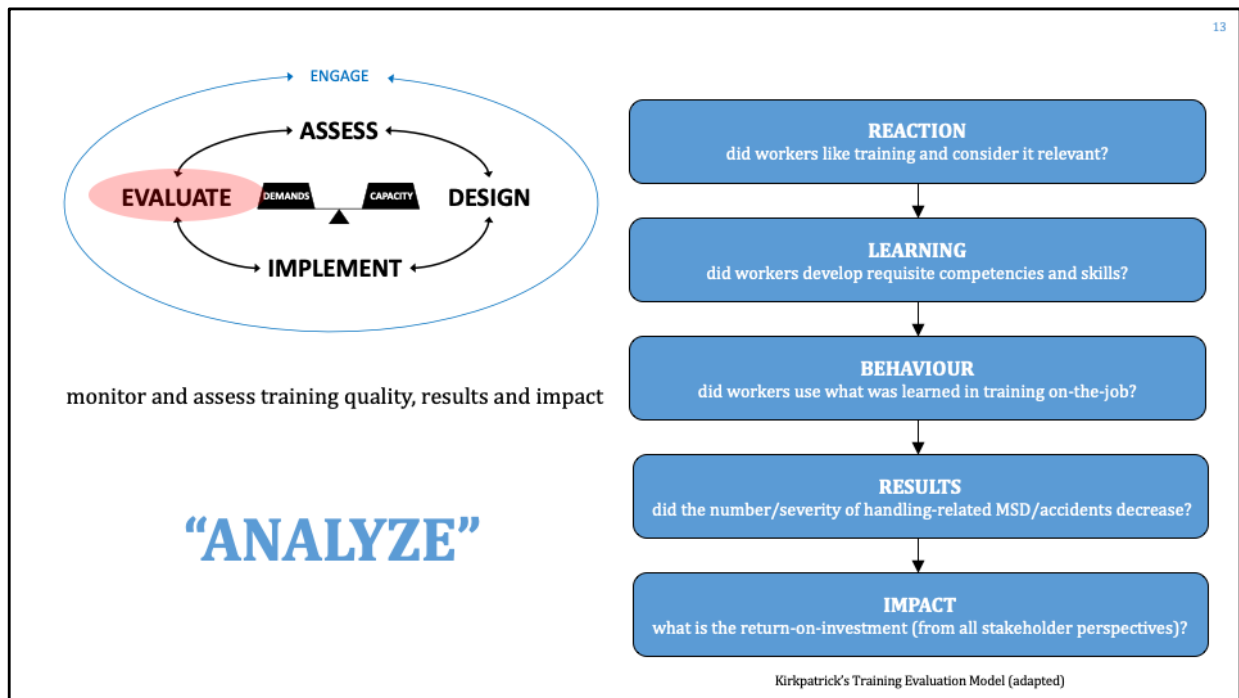 13
ENGAGE
ASSESS
EVALUATE
DEMANDS
CAPACITY
DESIGN
IMPLEMENT
monitor and assess training quality, results and impact
“ANALYZE”
REACTION
did workers like training and consider it relevant?
LEARNING
did workers develop requisite competencies and skills?
BEHAVIOUR
did workers use what was learned in training on-the-job?
RESULTS
did the number/severity of handling-related MSD/accidents decrease?
IMPACT
what is the return-on-investment (from all stakeholder perspectives)?
Kirkpatrick’s Training Evaluation Model (adapted)